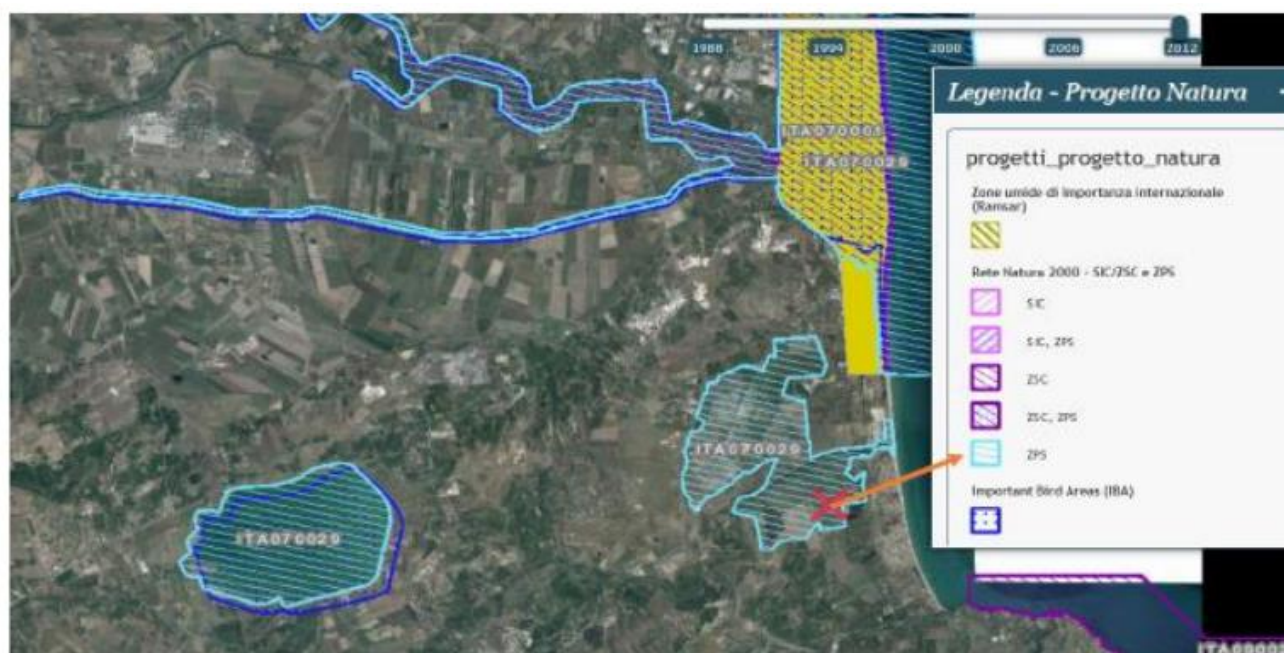 1988 1994 2000 2006 2012
Legenda - Progetto Natura
ITA070001
ITA070029
progetti_progetto_natura
Zone umide di importanza internazionale
(Ramsar)
Rete Natura 2000 - SIC/ZSC e ZPS
SIC
SIC, ZPS
ZSC
ZSC, ZPS
ITA070029
ZPS
Important Bird Areas (IBA)
ITA070029